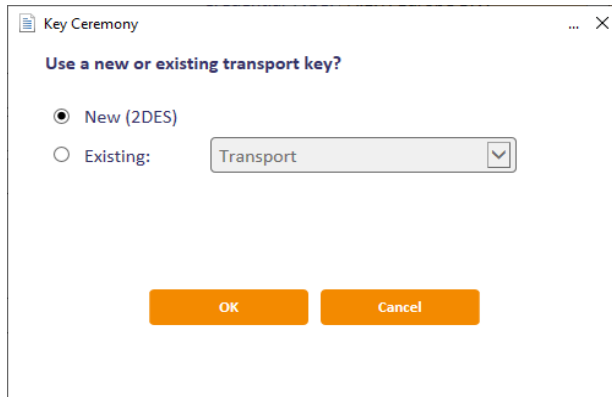 Key Ceremony ...
Use a new or existing transport key?
New (2DES)
Existing: Transport
OK Cancel